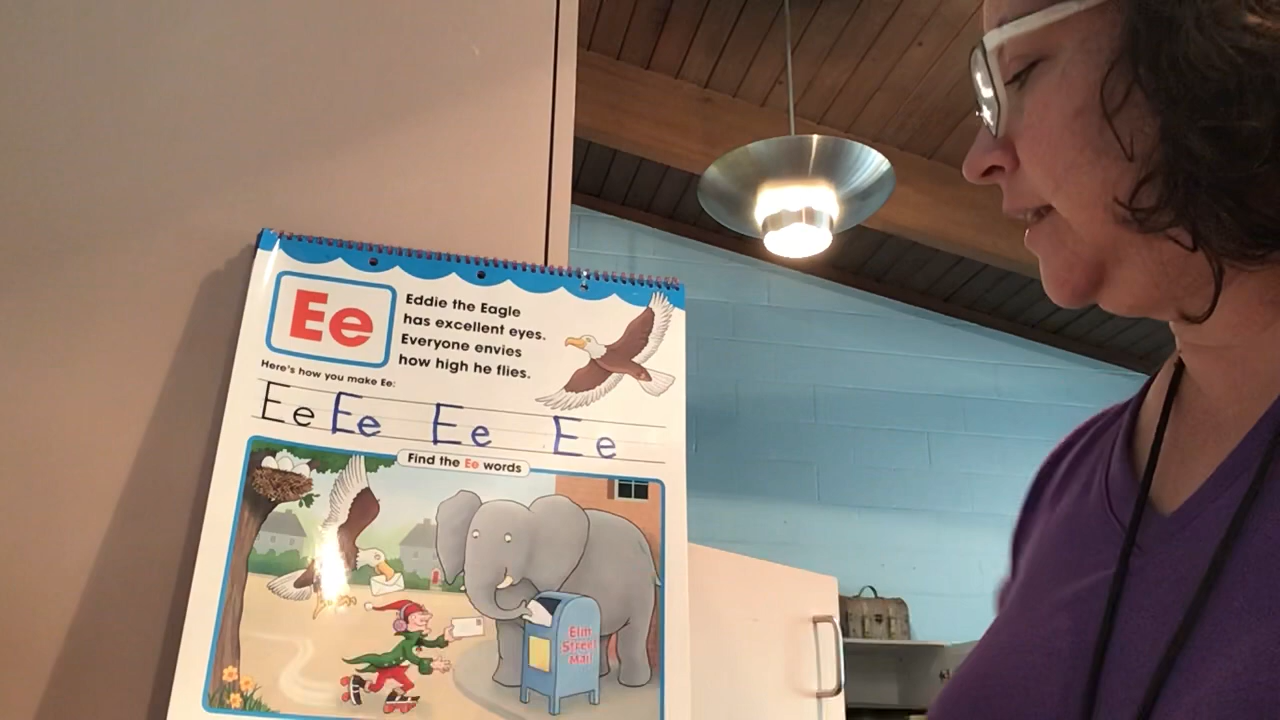 Ee
Eddie the Eagle
has excellent eyes.
Everyone envies
how high he flies.
Here's how you make Ee:
Ee Ee Ee Ee
Find the Ee words
Elm
Street
Mail